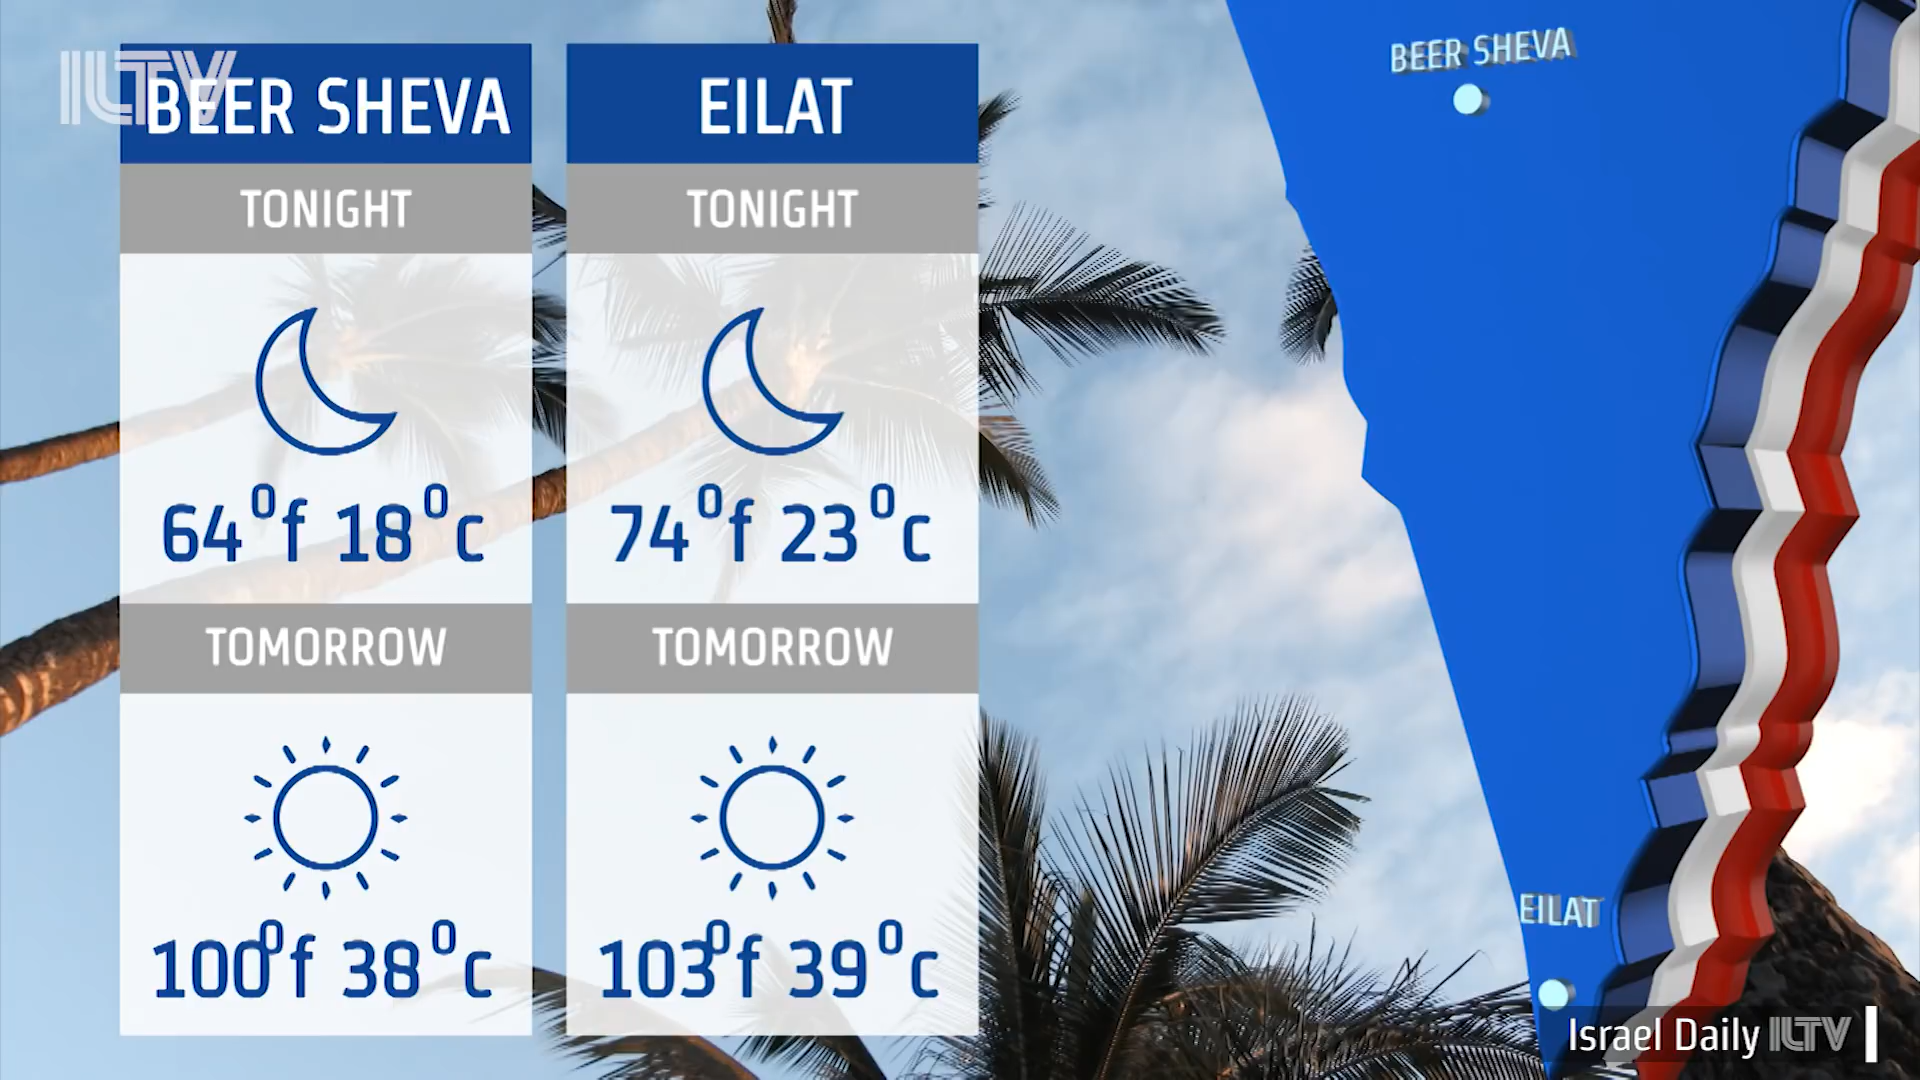 ILTV
BEER SHEVA
TONIGHT
64°f 18°c
TOMORROW
100°f 38°c
EILAT
TONIGHT
74°f 23°c
TOMORROW
103°f 39°c
BEER SHEVA
EILAT
Israel Daily ILTV